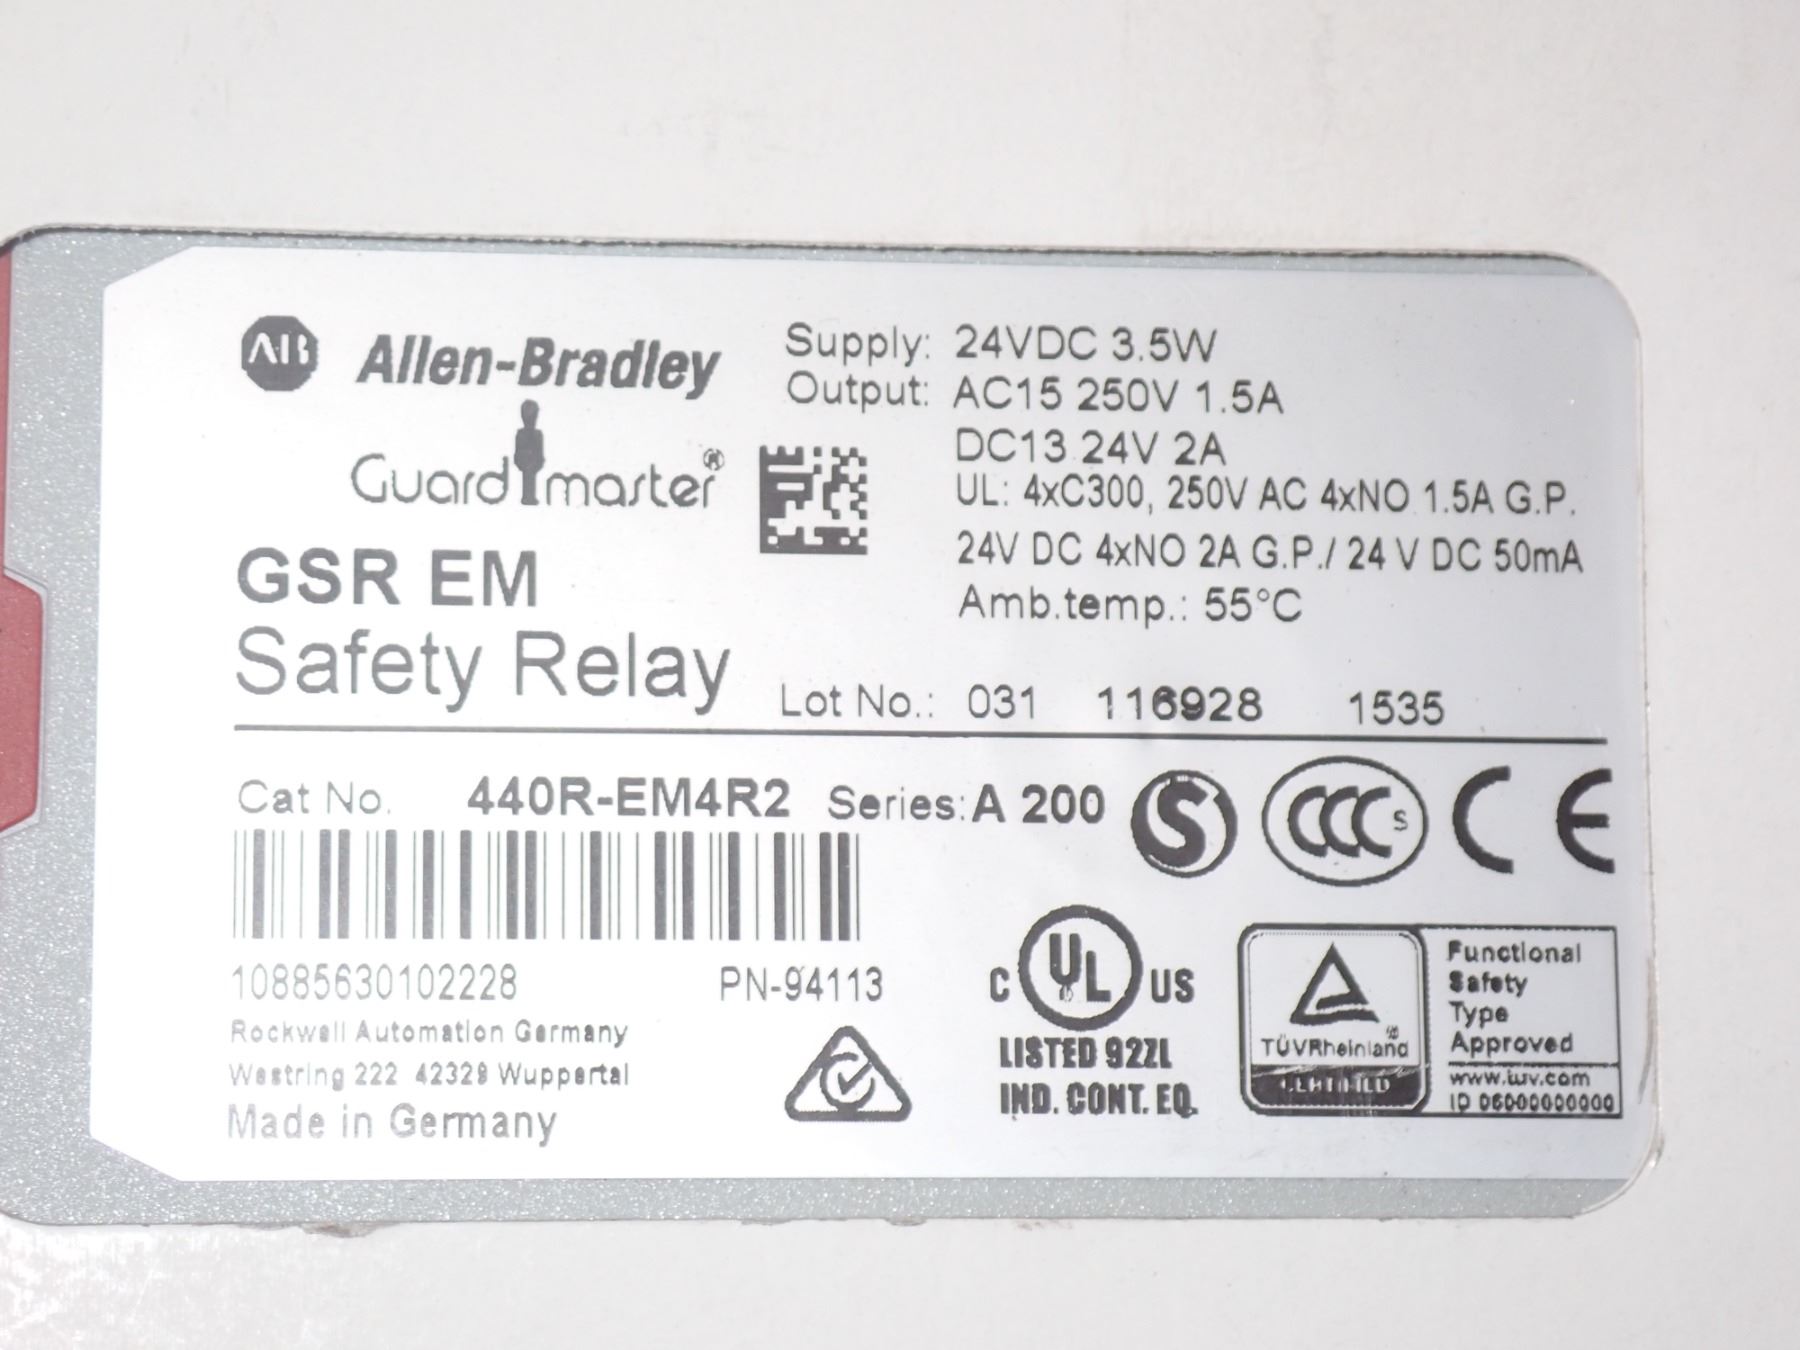 AB Allen-Bradley
Guardmaster®
GSR EM
Safety Relay
Supply: 24VDC 3.5W
Output: AC15 250V 1.5A
DC13 24V 2A
UL: 4xC300, 250V AC 4xNO 1.5A G.P.
24V DC 4xNO 2A G.P./ 24 V DC 50mA
Amb.temp.: 55°C
Lot No.: 031 116928 1535
Cat No. 440R-EM4R2 Series: A 200
S CCC S CE
10885630102228 PN-94113
Rockwell Automation Germany
Westring 222 42329 Wuppertal
Made in Germany
C UL US
LISTED 92ZL
IND. CONT. EQ.
TÜVRheinland
Functional
Safety
Type
Approved
www.tuv.com
ID 06000000000